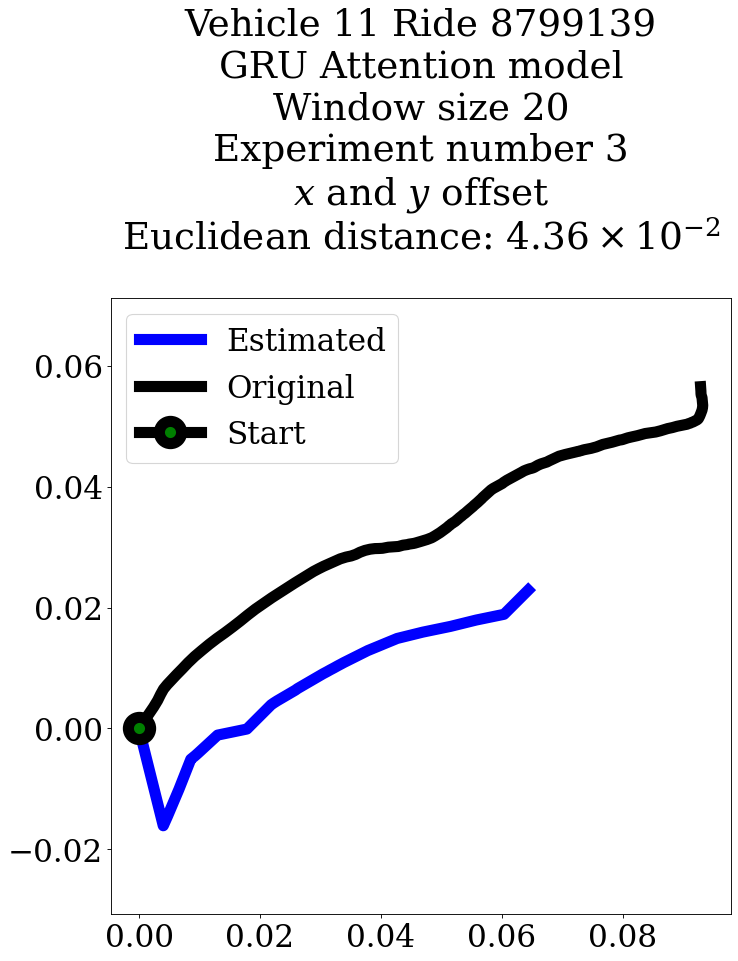 Vehicle 11 Ride 8799139
GRU Attention model
Window size 20
Experiment number 3
x and y offset
Euclidean distance: 4.36 × 10⁻²
Estimated
Original
Start
0.06
0.04
0.02
0.00
−0.02
0.00 0.02 0.04 0.06 0.08